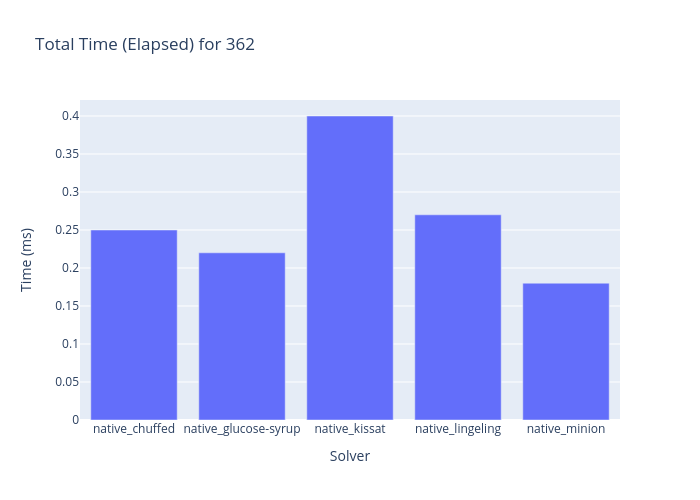 Total Time (Elapsed) for 362
0.4
0.35
0.3
0.25
0.2
0.15
0.1
0.05
0
Time (ms)
native_chuffed native_glucose-syrup native_kissat native_lingeling native_minion
Solver